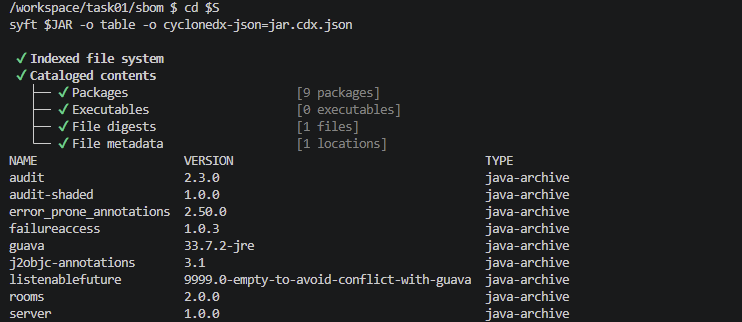 /workspace/task01/sbom $ cd $S
syft $JAR -o table -o cyclonedx-json=jar.cdx.json
✓ Indexed file system
✓ Cataloged contents
├── ✓ Packages [9 packages]
├── ✓ Executables [0 executables]
├── ✓ File digests [1 files]
└── ✓ File metadata [1 locations]
NAME VERSION TYPE
audit 2.3.0 java-archive
audit-shaded 1.0.0 java-archive
error_prone_annotations 2.50.0 java-archive
failureaccess 1.0.3 java-archive
guava 33.7.2-jre java-archive
j2objc-annotations 3.1 java-archive
listenablefuture 9999.0-empty-to-avoid-conflict-with-guava java-archive
rooms 2.0.0 java-archive
server 1.0.0 java-archive